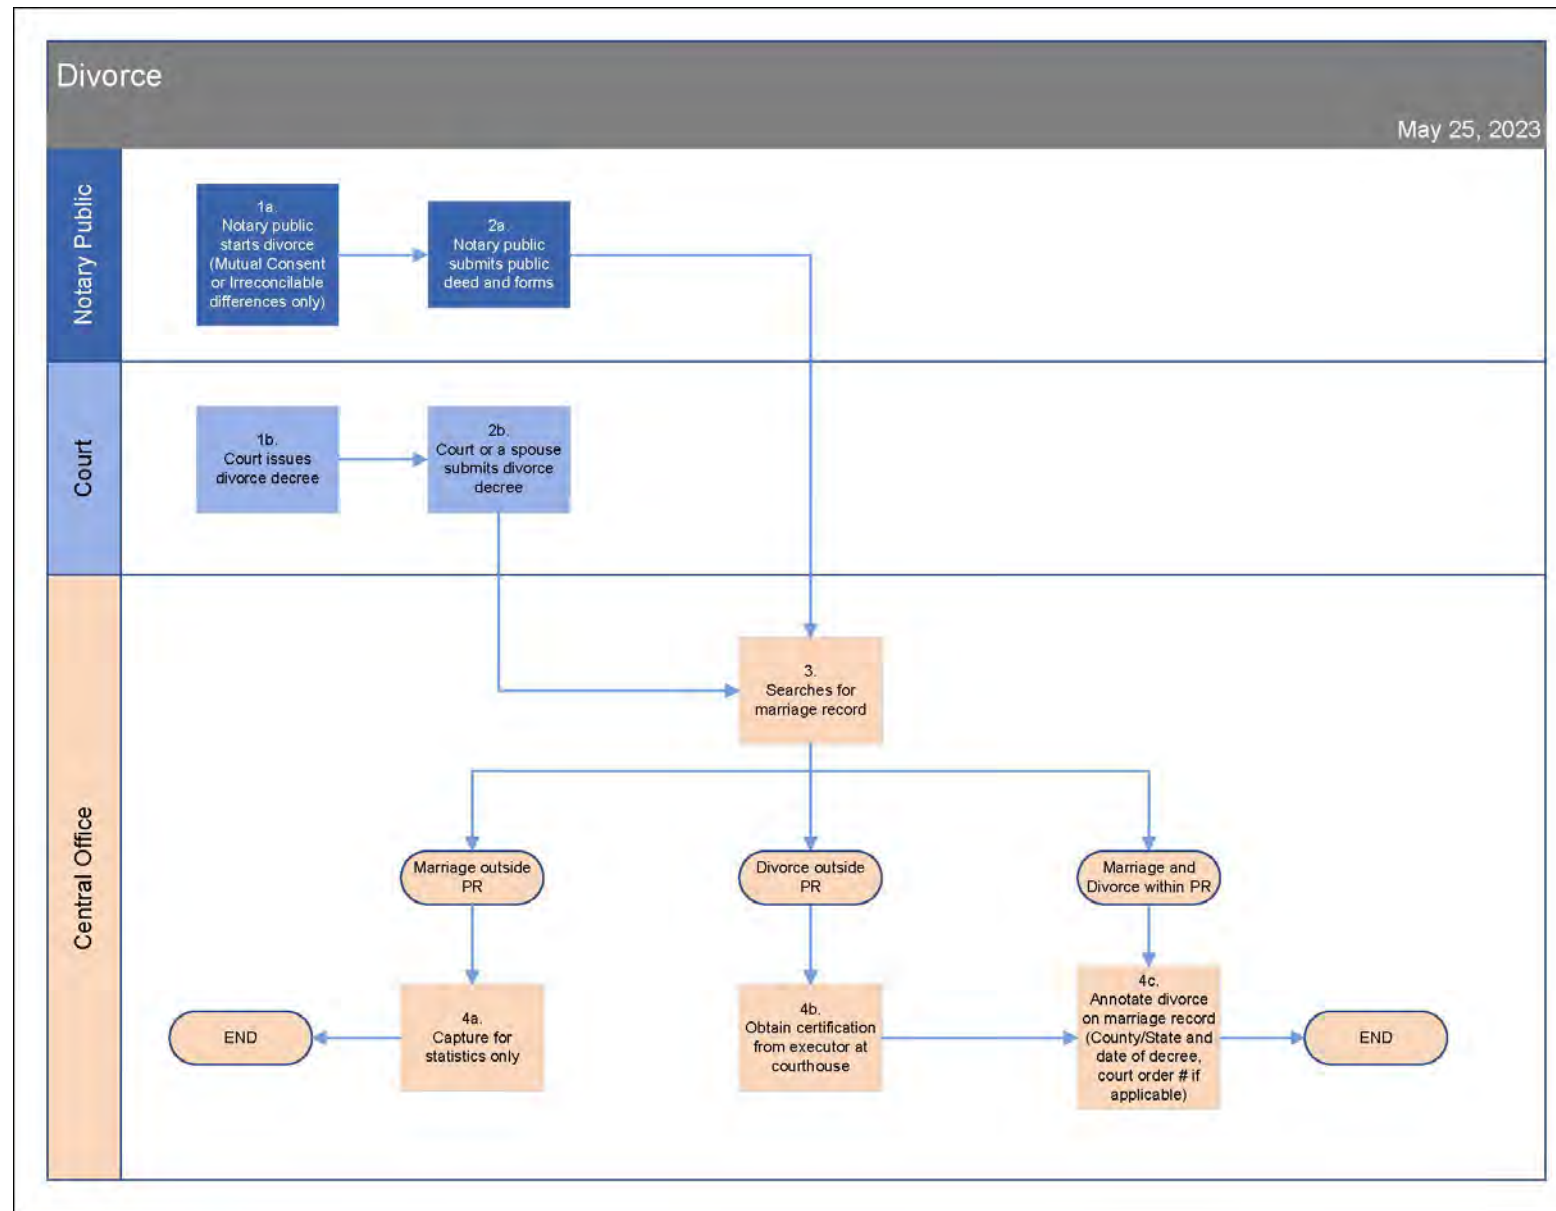 Divorce
May 25, 2023
Notary Public
1a.
Notary public
starts divorce
(Mutual Consent
or Irreconcilable
differences only)
2a.
Notary public
submits public
deed and forms
Court
1b.
Court issues
divorce decree
2b.
Court or a spouse
submits divorce
decree
Central Office
3.
Searches for
marriage record
Marriage outside
PR
Divorce outside
PR
Marriage and
Divorce within PR
END
4a.
Capture for
statistics only
4b.
Obtain certification
from executor at
courthouse
4c.
Annotate divorce
on marriage record
(County/State and
date of decree,
court order # if
applicable)
END